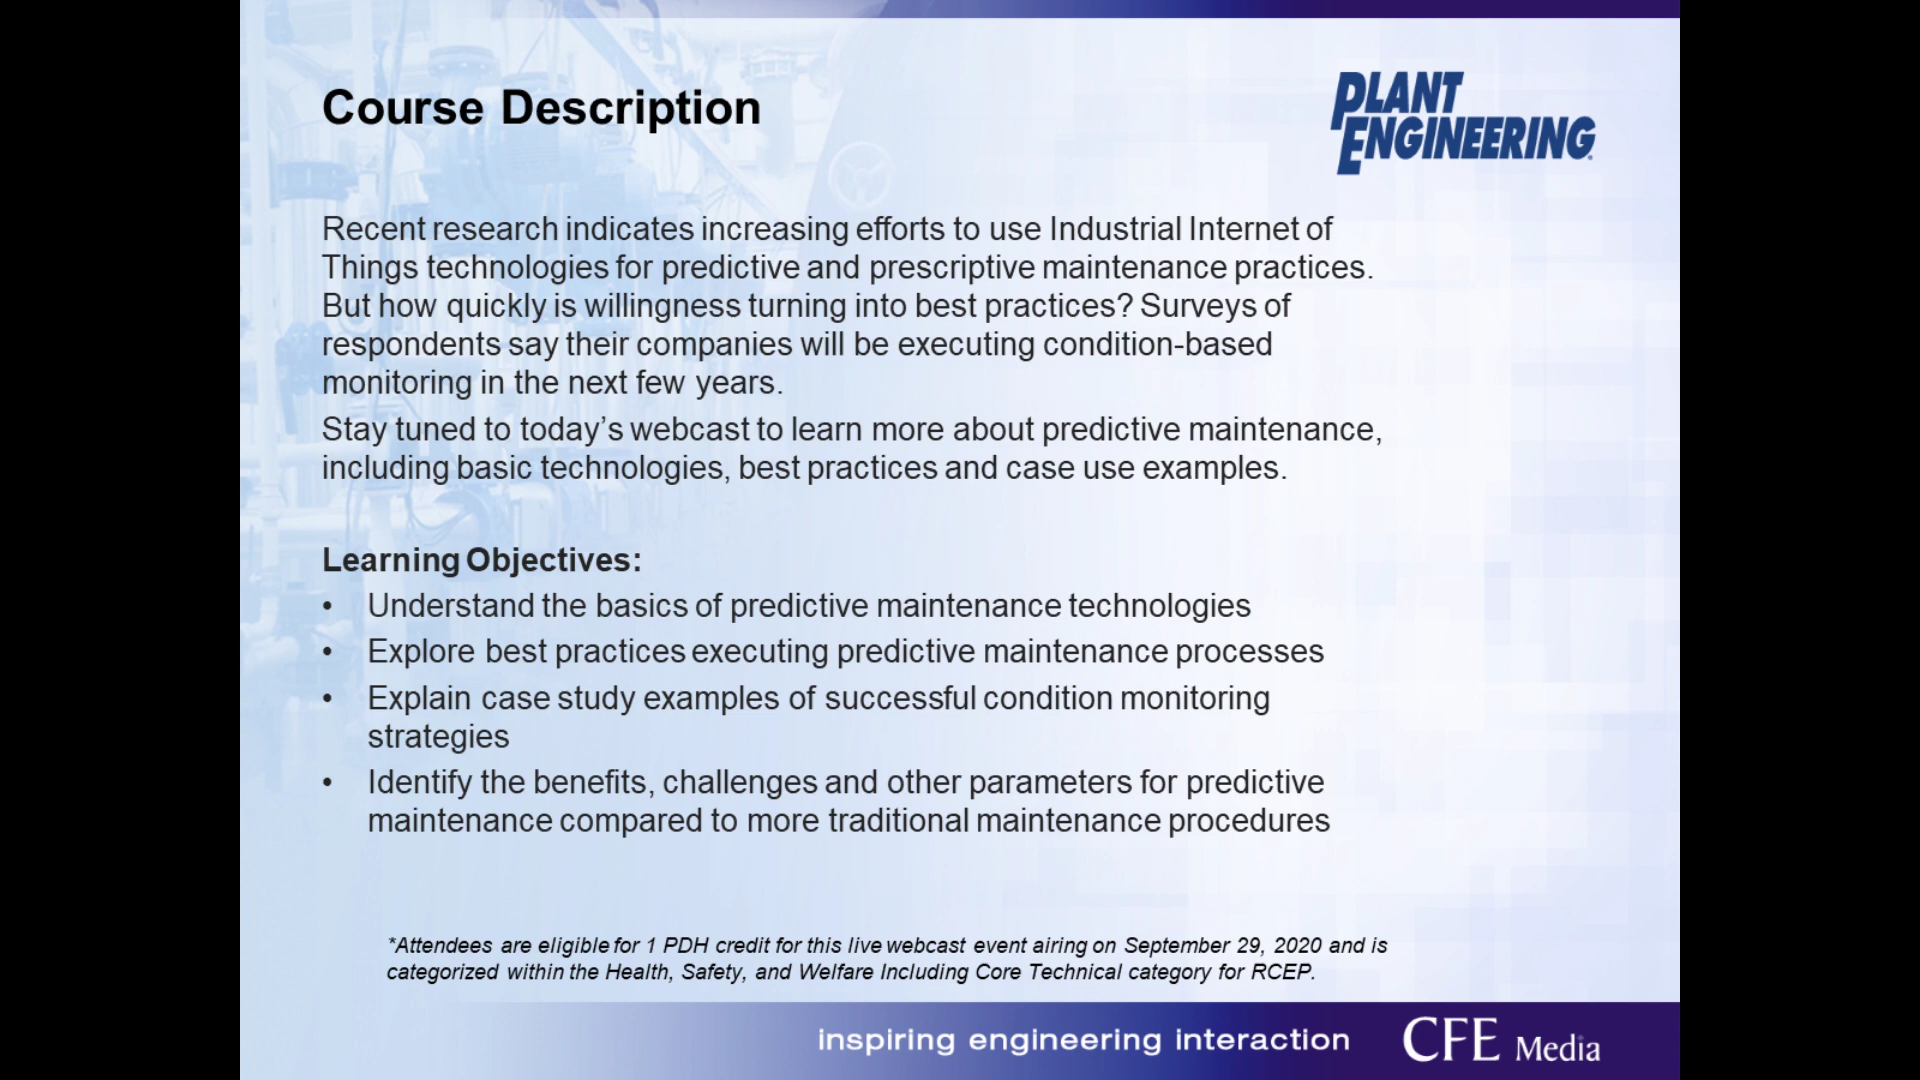 Course Description
PLANT
ENGINEERING
Recent research indicates increasing efforts to use Industrial Internet of
Things technologies for predictive and prescriptive maintenance practices.
But how quickly is willingness turning into best practices? Surveys of
respondents say their companies will be executing condition-based
monitoring in the next few years.
Stay tuned to today’s webcast to learn more about predictive maintenance,
including basic technologies, best practices and case use examples.
Learning Objectives:
• Understand the basics of predictive maintenance technologies
• Explore best practices executing predictive maintenance processes
• Explain case study examples of successful condition monitoring
strategies
• Identify the benefits, challenges and other parameters for predictive
maintenance compared to more traditional maintenance procedures
*Attendees are eligible for 1 PDH credit for this live webcast event airing on September 29, 2020 and is
categorized within the Health, Safety, and Welfare Including Core Technical category for RCEP.
inspiring engineering interaction
CFE Media